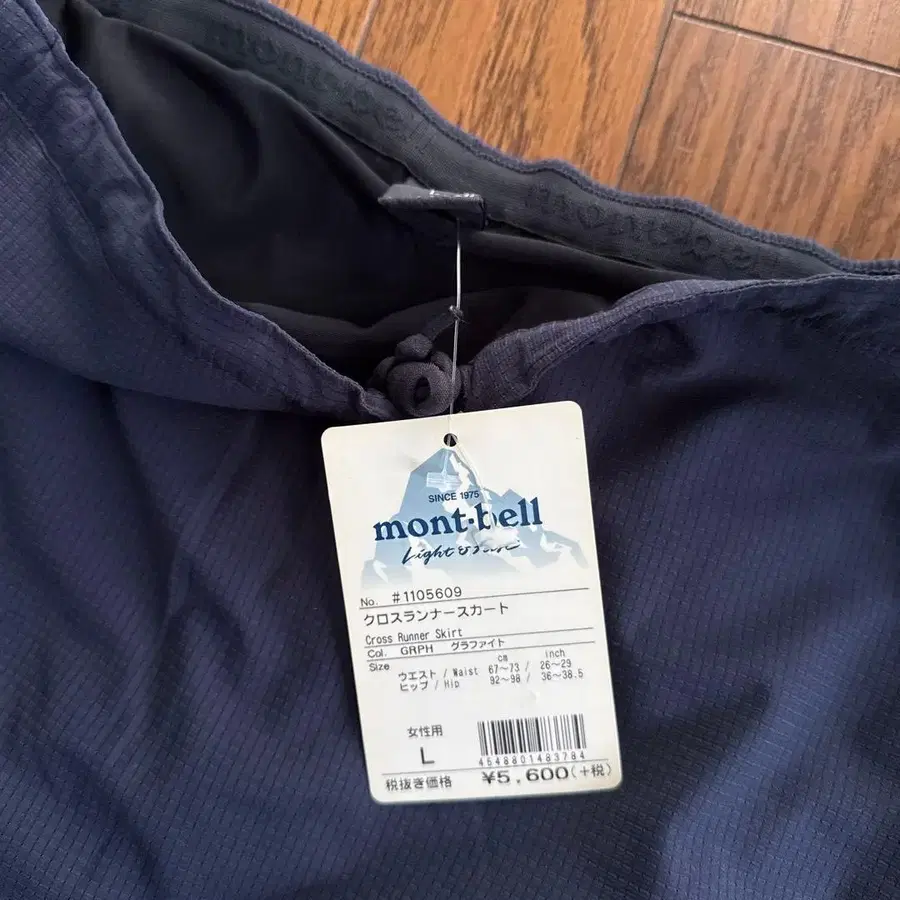 SINCE 1975
mont·bell
Light & Fast
No. #1105609
クロスランナースカート
Cross Runner Skirt
Col. GRPH グラファイト
Size cm inch
ウエスト / Waist 67～73 / 26～29
ヒップ / Hip 92～98 / 36～38.5
女性用
L
4548801483784
税抜き価格 ¥5,600(+税)